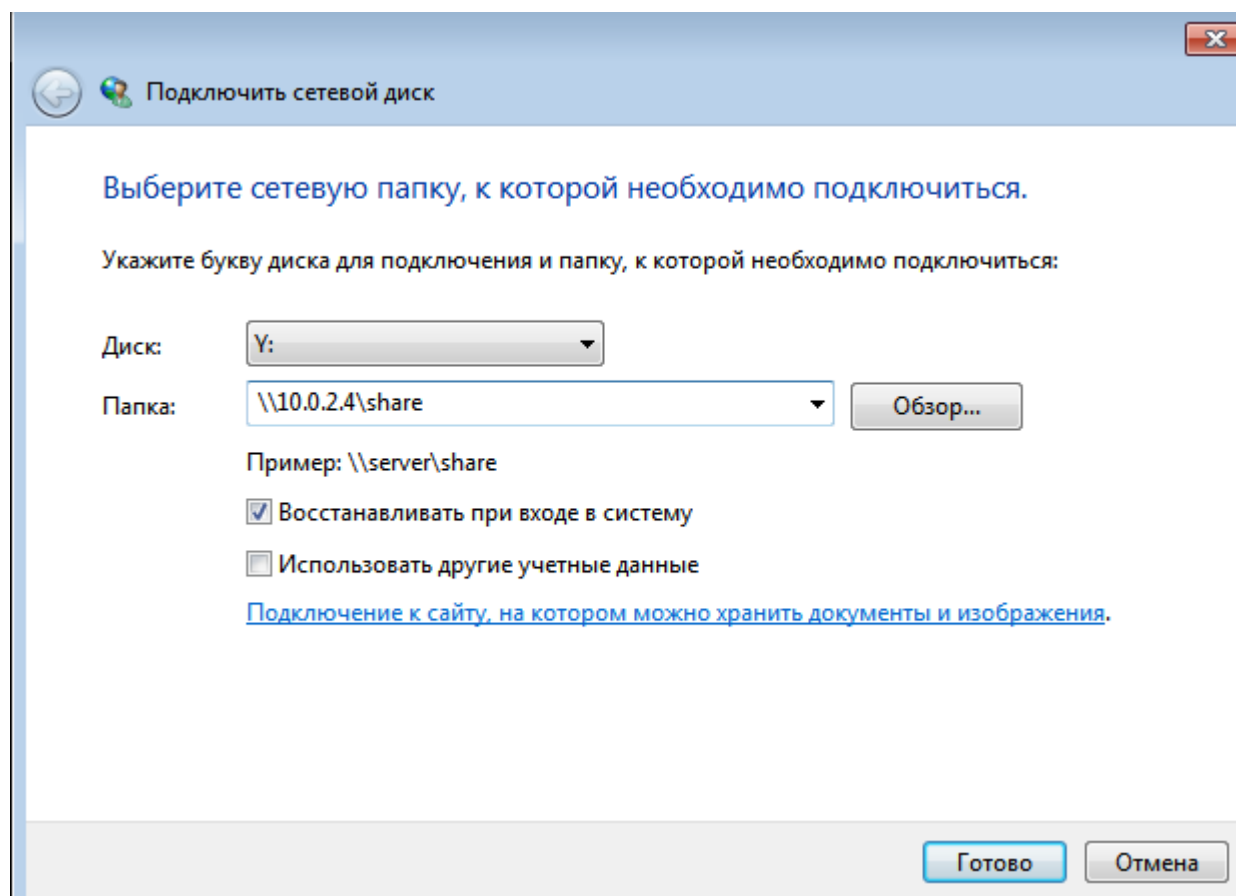 Подключить сетевой диск
Выберите сетевую папку, к которой необходимо подключиться.
Укажите букву диска для подключения и папку, к которой необходимо подключиться:
Диск: Y:
Папка: \\10.0.2.4\share Обзор...
Пример: \\server\share
Восстанавливать при входе в систему
Использовать другие учетные данные
Подключение к сайту, на котором можно хранить документы и изображения.
Готово Отмена